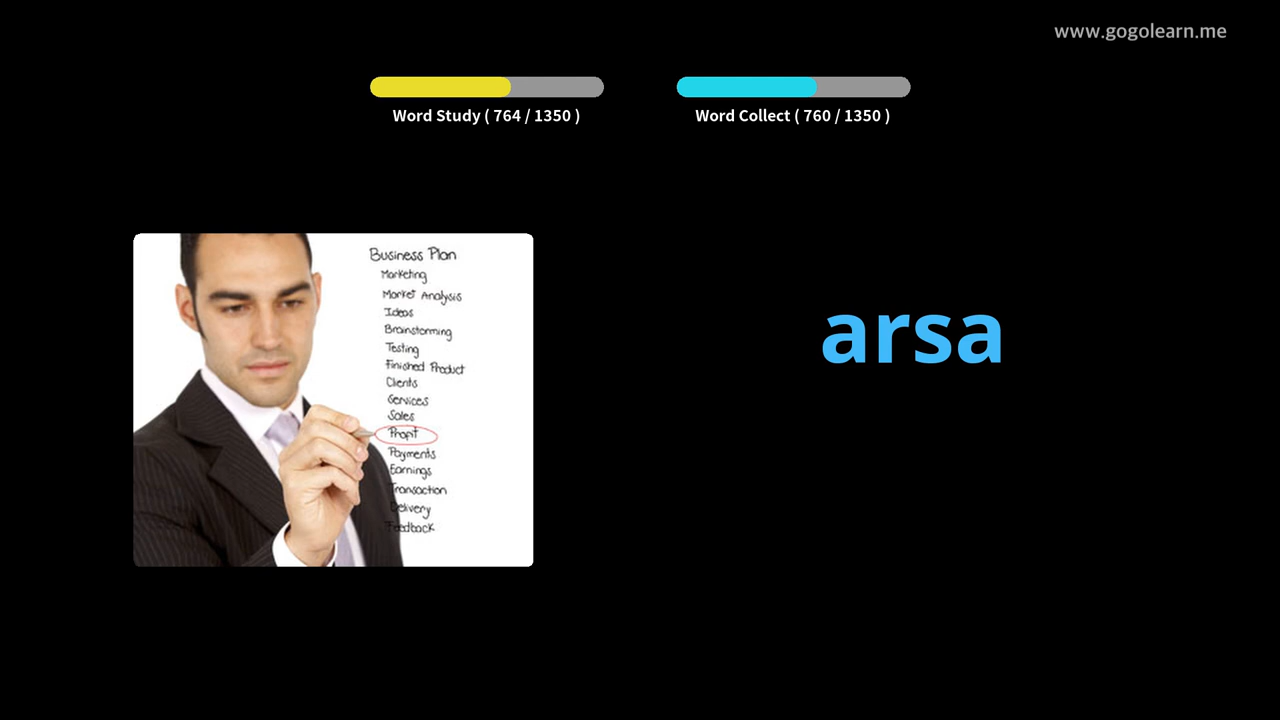 www.gogolearn.me
Word Study ( 764 / 1350 )
Word Collect ( 760 / 1350 )
Business Plan
Marketing
Market Analysis
Ideas
Brainstorming
Testing
Finished Product
Clients
Services
Sales
Profit
Payments
Earnings
Transaction
Delivery
Feedback
arsa